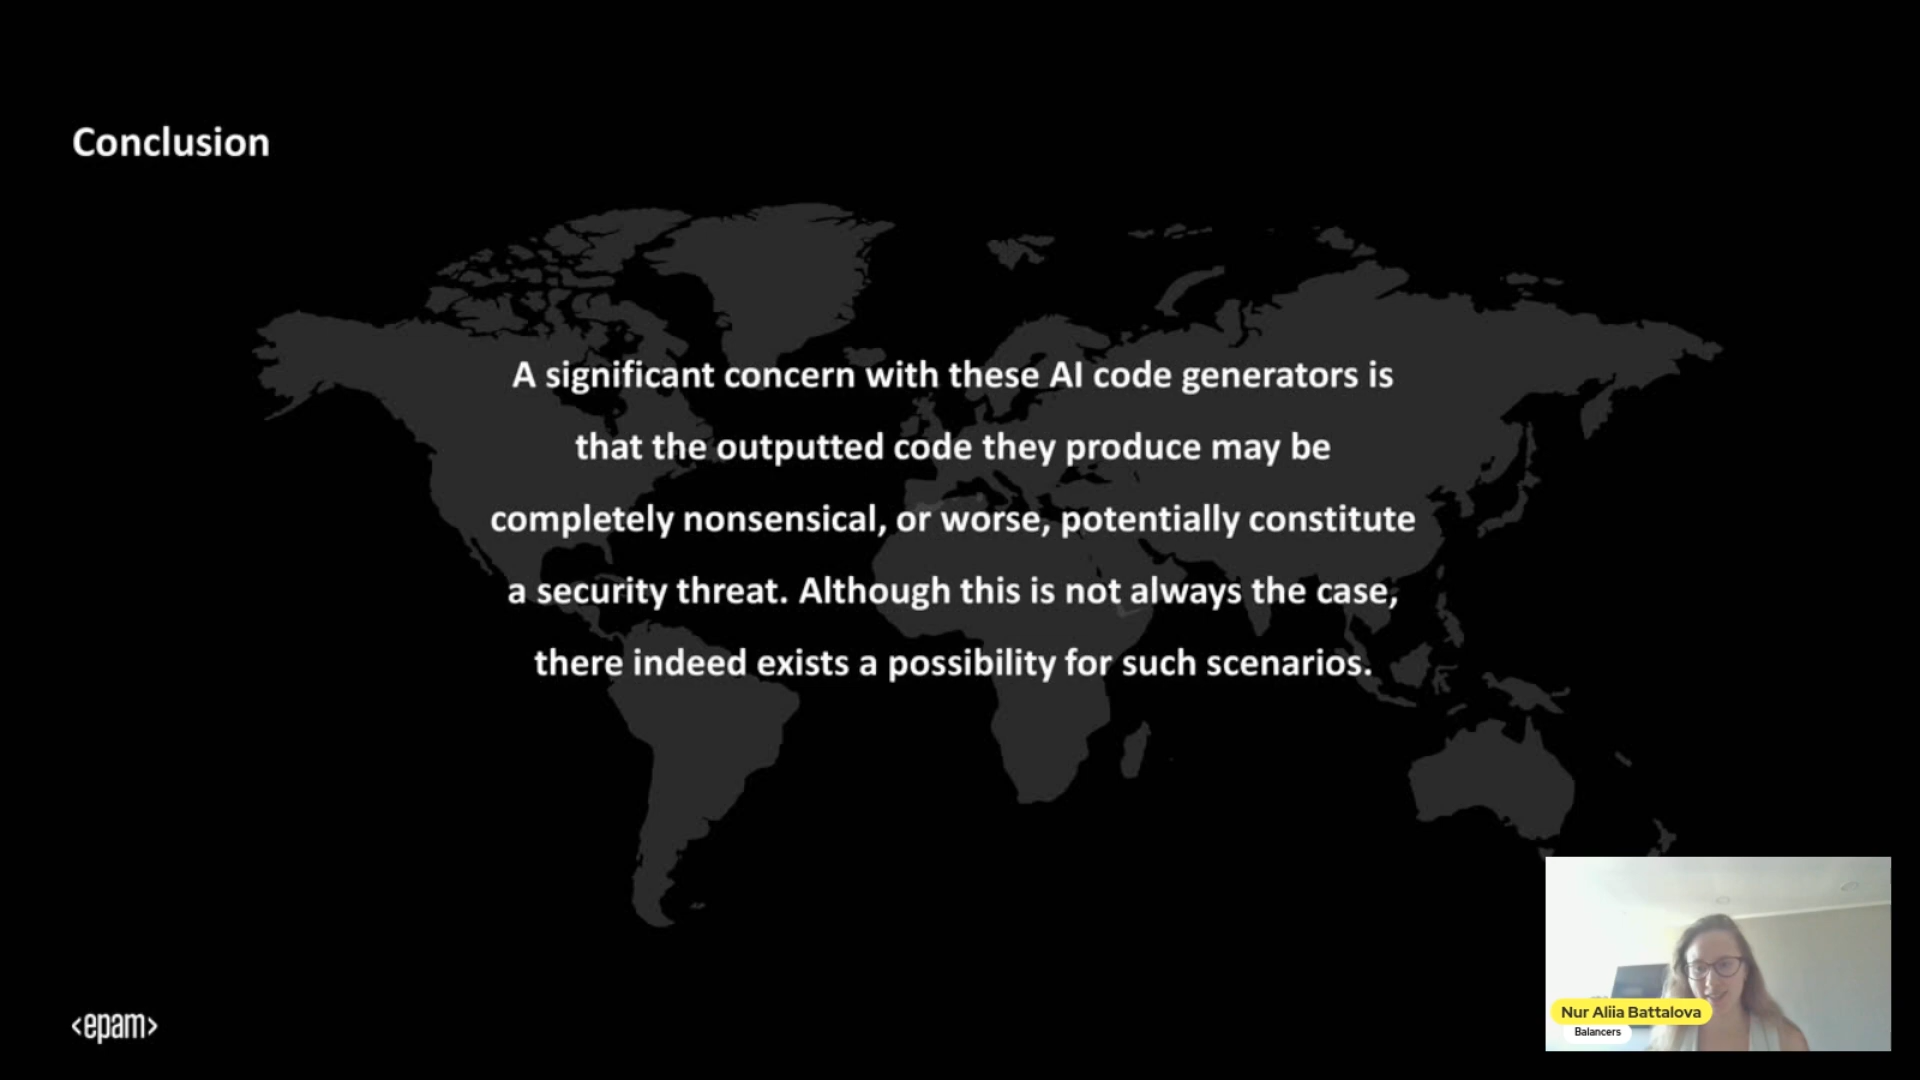 Conclusion
A significant concern with these AI code generators is
that the outputted code they produce may be
completely nonsensical, or worse, potentially constitute
a security threat. Although this is not always the case,
there indeed exists a possibility for such scenarios.
<epam>
Nur Aliia Battalova
Balancers